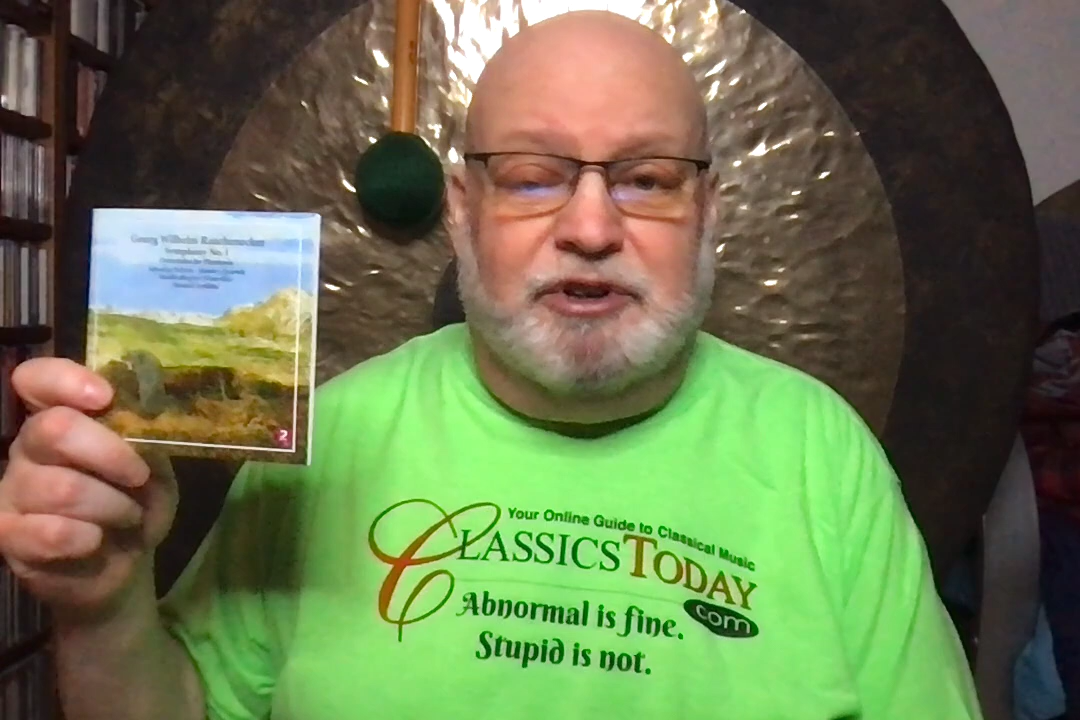 Georg Wilhelm Rauchenecker
Symphony No. 1
Your Online Guide to Classical Music
CLASSICSTODAY
com
Abnormal is fine.
Stupid is not.